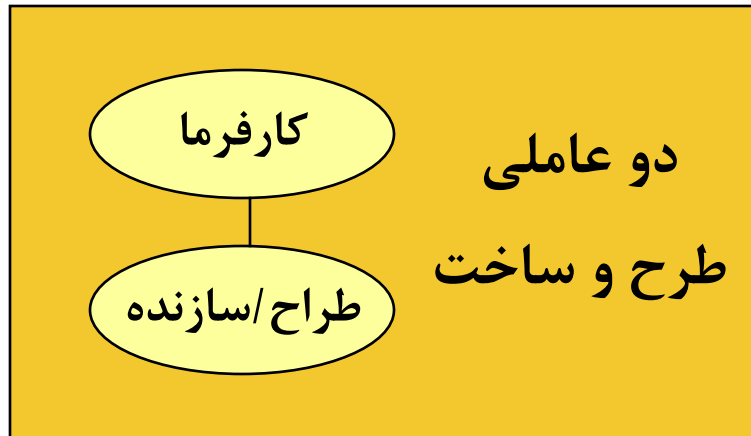 دو عاملی
طرح و ساخت
کارفرما
طراح/سازنده